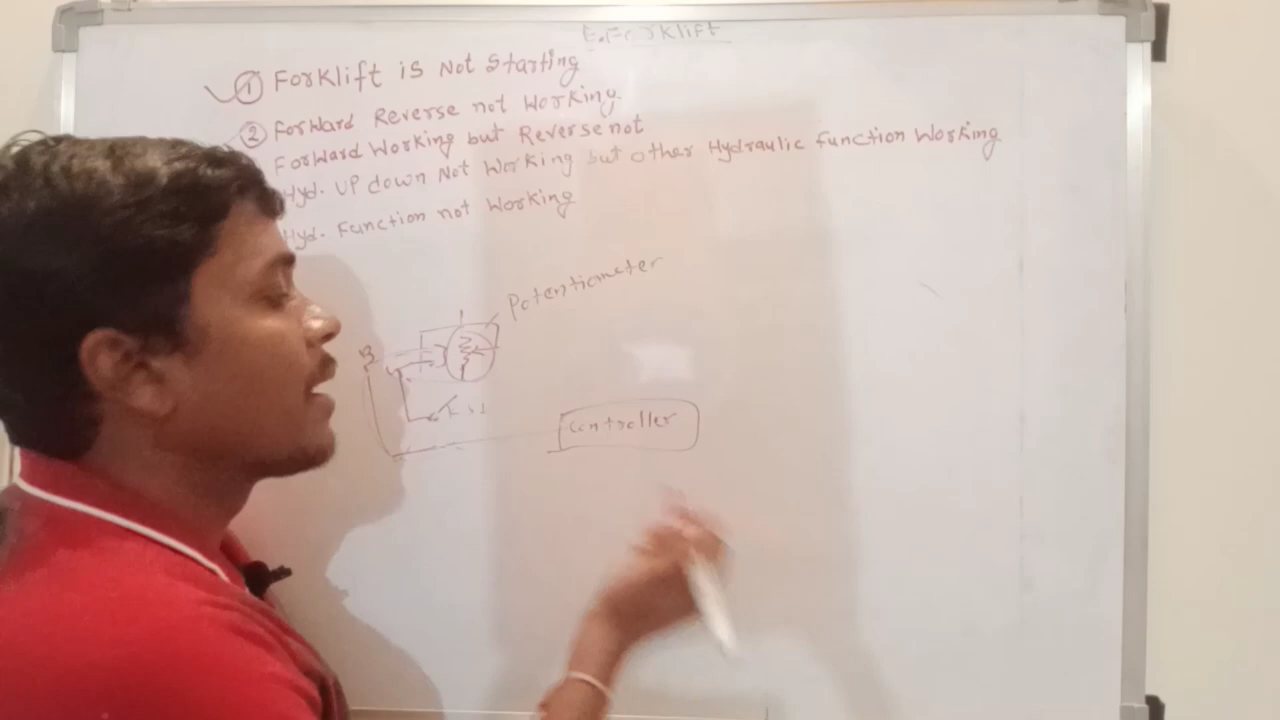 E.Forklift
1 Forklift is Not Starting
2 Forward Reverse not Working.
Forward Working but Reverse not
Hyd. UP down Not Working but other Hydraulic function Working
Hyd. Function not Working
Potentiometer
Controller